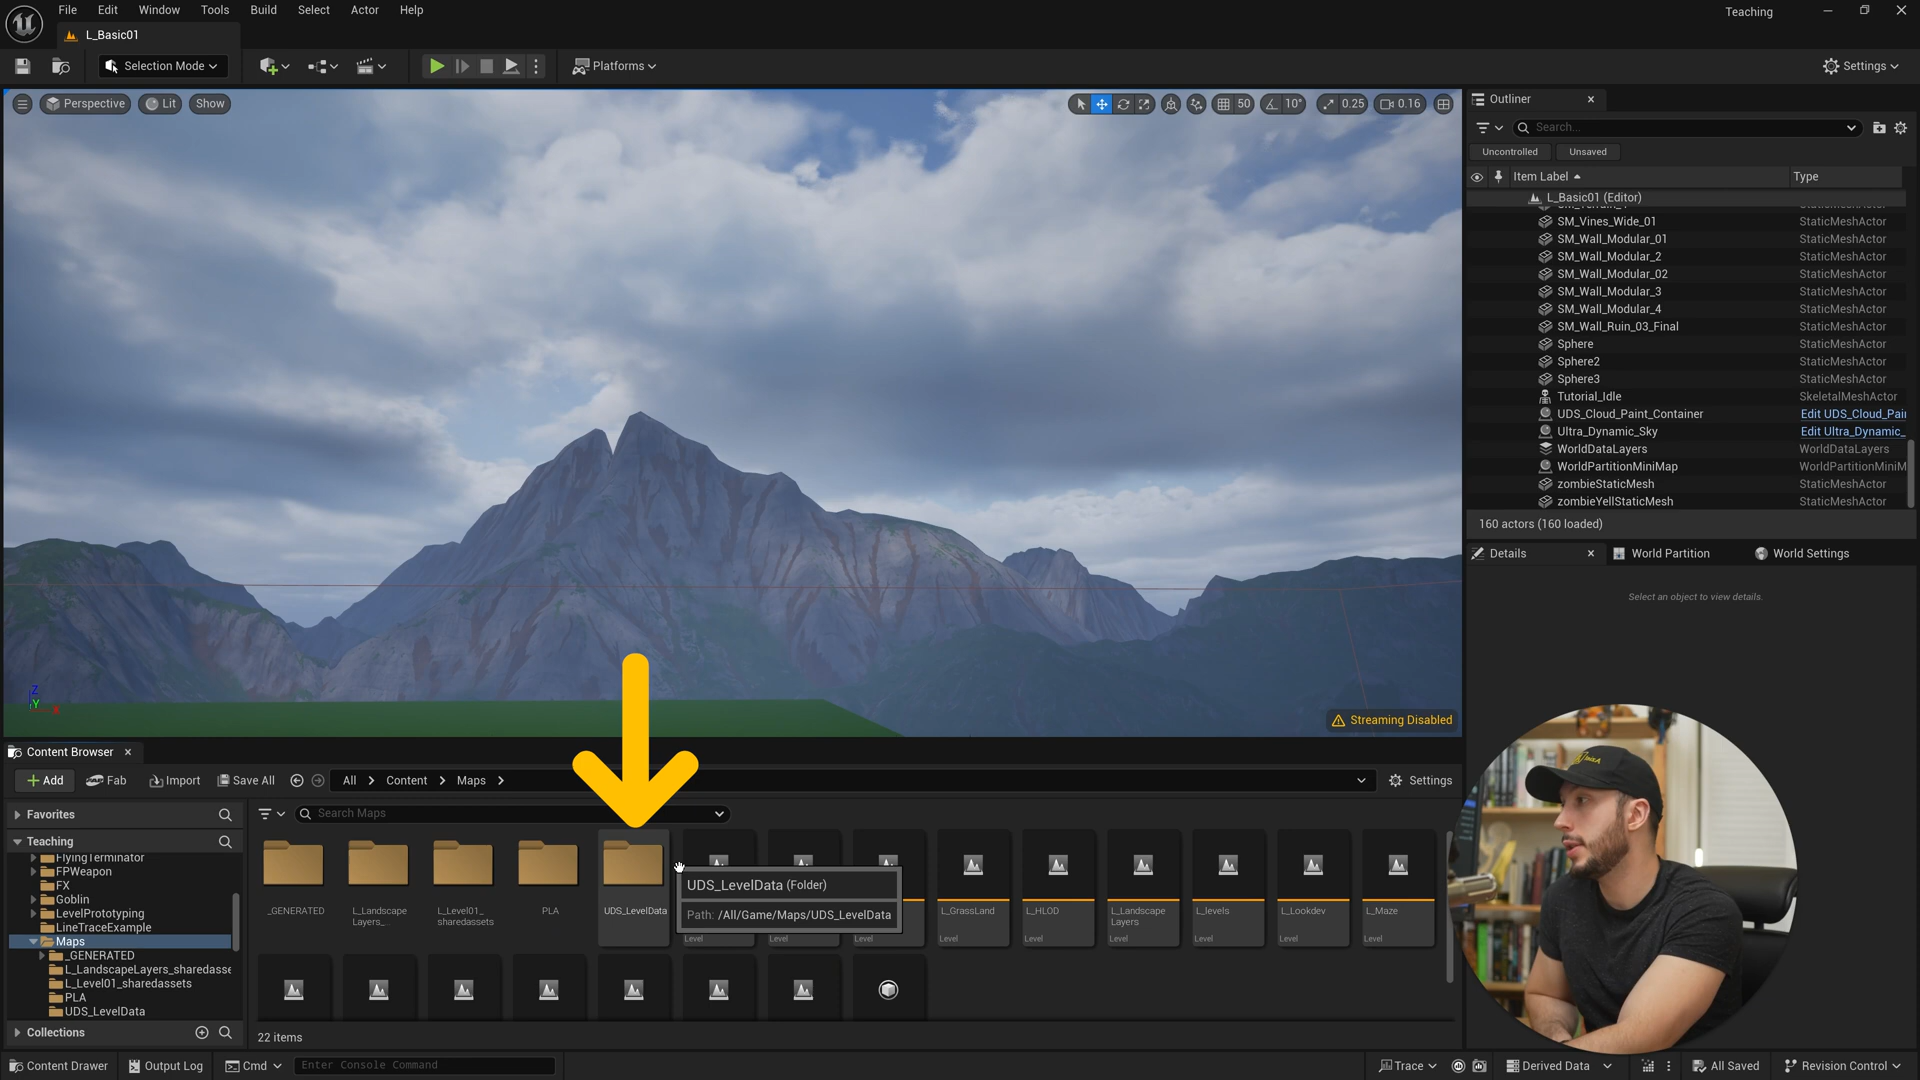 File Edit Window Tools Build Select Actor Help
Teaching
L_Basic01
Selection Mode
Platforms
Settings
Perspective Lit Show
50 10° 0.25 0.16
Streaming Disabled
Z
Y
X
Outliner
Search...
Uncontrolled Unsaved
Item Label Type
L_Basic01 (Editor)
SM_Vines_Wide_01 StaticMeshActor
SM_Wall_Modular_01 StaticMeshActor
SM_Wall_Modular_2 StaticMeshActor
SM_Wall_Modular_02 StaticMeshActor
SM_Wall_Modular_3 StaticMeshActor
SM_Wall_Modular_4 StaticMeshActor
SM_Wall_Ruin_03_Final StaticMeshActor
Sphere StaticMeshActor
Sphere2 StaticMeshActor
Sphere3 StaticMeshActor
Tutorial_Idle SkeletalMeshActor
UDS_Cloud_Paint_Container Edit UDS_Cloud_Pai
Ultra_Dynamic_Sky Edit Ultra_Dynamic_
WorldDataLayers WorldDataLayers
WorldPartitionMiniMap WorldPartitionMiniM
zombieStaticMesh StaticMeshActor
zombieYellStaticMesh StaticMeshActor
160 actors (160 loaded)
Details World Partition World Settings
Select an object to view details.
Content Browser
Add Fab Import Save All All Content Maps Settings
Favorites
Teaching
FlyingTerminator
FPWeapon
FX
Goblin
LevelPrototyping
LineTraceExample
Maps
_GENERATED
L_LandscapeLayers_sharedasse
L_Level01_sharedassets
PLA
UDS_LevelData
Collections
Search Maps
_GENERATED
L_Landscape
Layers_...
L_Level01_
sharedassets
PLA
UDS_LevelData
UDS_LevelData (Folder)
Path: /All/Game/Maps/UDS_LevelData
Level
Level
Level
L_GrassLand
Level
L_HLOD
Level
L_Landscape
Layers
Level
L_levels
Level
L_Lookdev
Level
L_Maze
Level
22 items
Content Drawer Output Log Cmd Enter Console Command
Trace Derived Data All Saved Revision Control